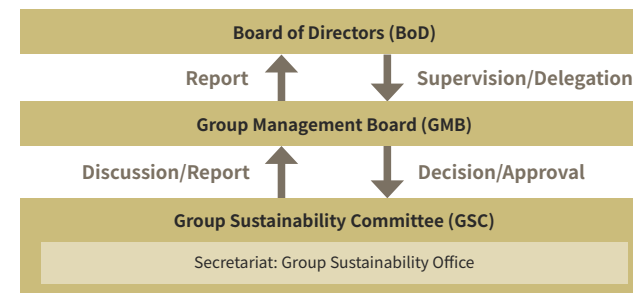 Board of Directors (BoD)
Report
Supervision/Delegation
Group Management Board (GMB)
Discussion/Report
Decision/Approval
Group Sustainability Committee (GSC)
Secretariat: Group Sustainability Office